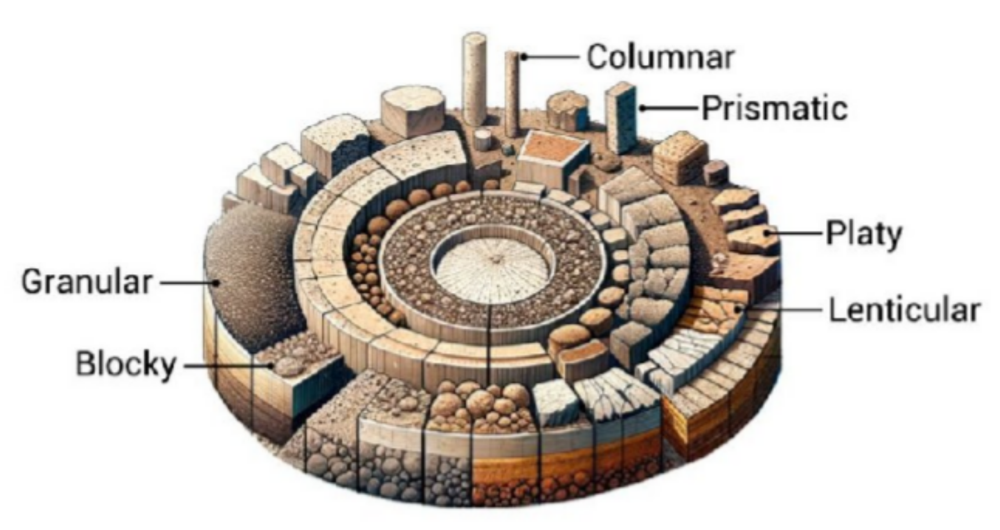 Columnar
Prismatic
Platy
Granular
Lenticular
Blocky